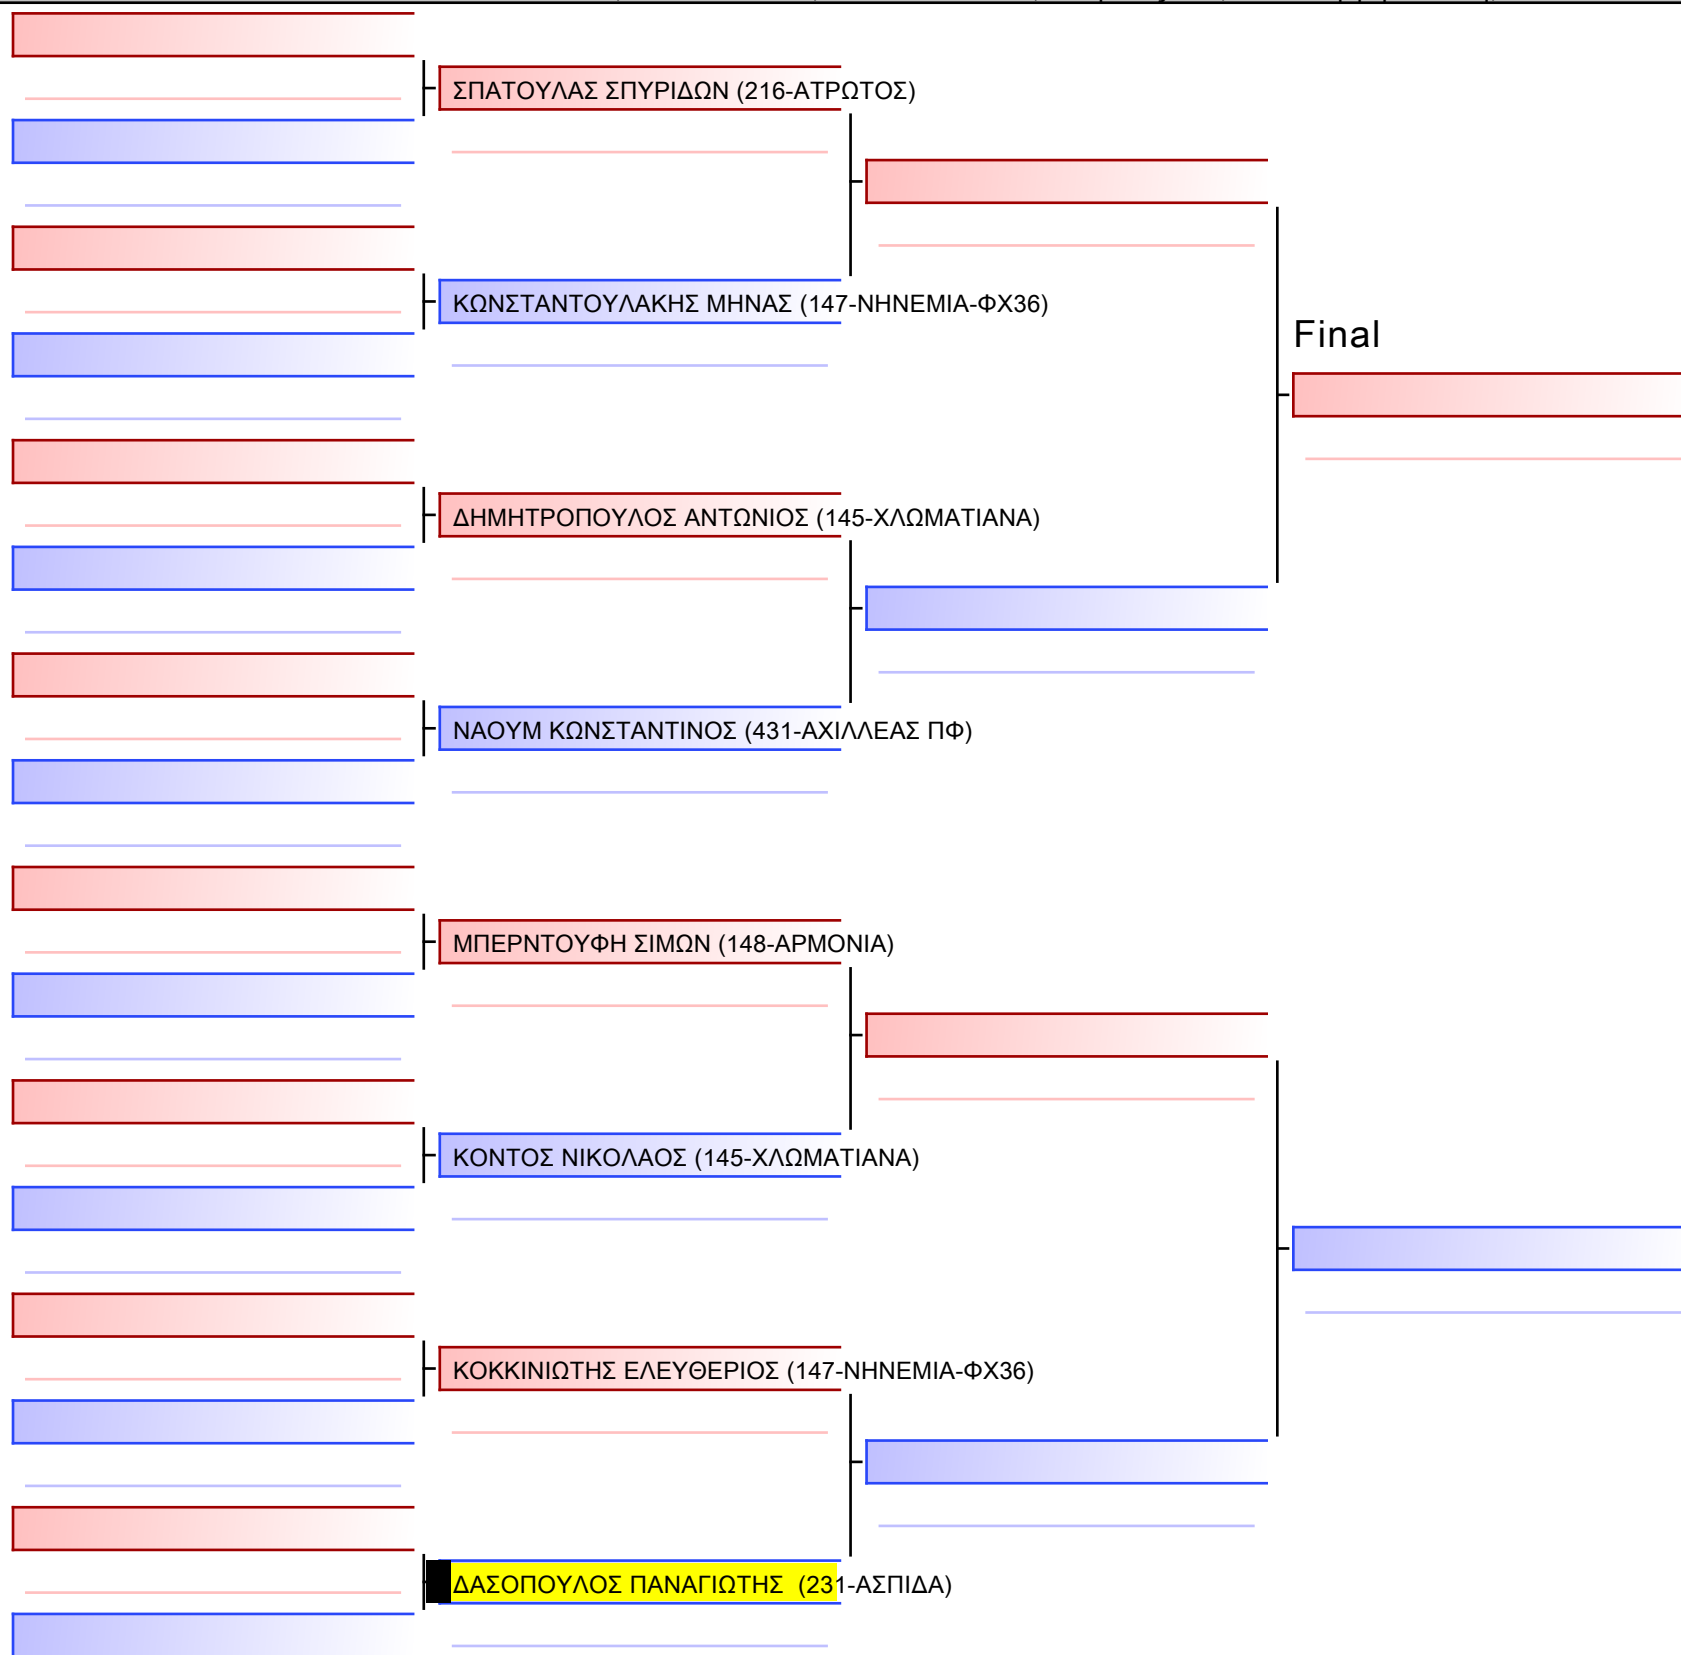 ΣΠΑΤΟΥΛΑΣ ΣΠΥΡΙΔΩΝ (216-ΑΤΡΩΤΟΣ)
ΚΩΝΣΤΑΝΤΟΥΛΑΚΗΣ ΜΗΝΑΣ (147-ΝΗΝΕΜΙΑ-ΦΧ36)
Final
ΔΗΜΗΤΡΟΠΟΥΛΟΣ ΑΝΤΩΝΙΟΣ (145-ΧΛΩΜΑΤΙΑΝΑ)
ΝΑΟΥΜ ΚΩΝΣΤΑΝΤΙΝΟΣ (431-ΑΧΙΛΛΕΑΣ ΠΦ)
ΜΠΕΡΝΤΟΥΦΗ ΣΙΜΩΝ (148-ΑΡΜΟΝΙΑ)
ΚΟΝΤΟΣ ΝΙΚΟΛΑΟΣ (145-ΧΛΩΜΑΤΙΑΝΑ)
ΚΟΚΚΙΝΙΩΤΗΣ ΕΛΕΥΘΕΡΙΟΣ (147-ΝΗΝΕΜΙΑ-ΦΧ36)
ΔΑΣΟΠΟΥΛΟΣ ΠΑΝΑΓΙΩΤΗΣ (231-ΑΣΠΙΔΑ)